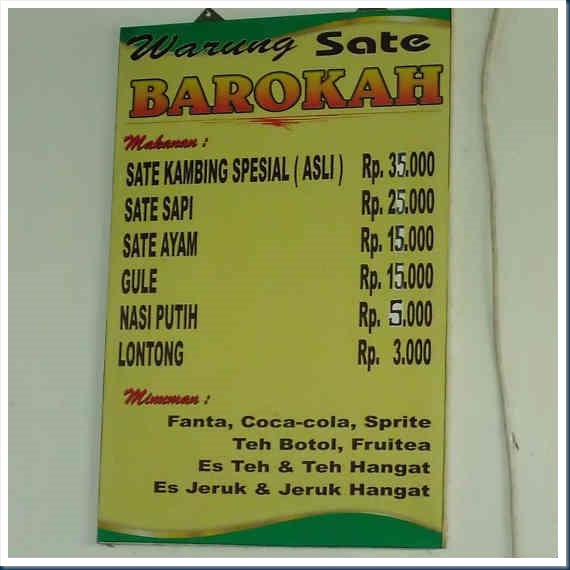 Warung Sate
BAROKAH
Makanan :
SATE KAMBING SPESIAL ( ASLI ) Rp. 35.000
SATE SAPI Rp. 25.000
SATE AYAM Rp. 15.000
GULE Rp. 15.000
NASI PUTIH Rp. 5.000
LONTONG Rp. 3.000
Minuman :
Fanta, Coca-cola, Sprite
Teh Botol, Fruitea
Es Teh & Teh Hangat
Es Jeruk & Jeruk Hangat